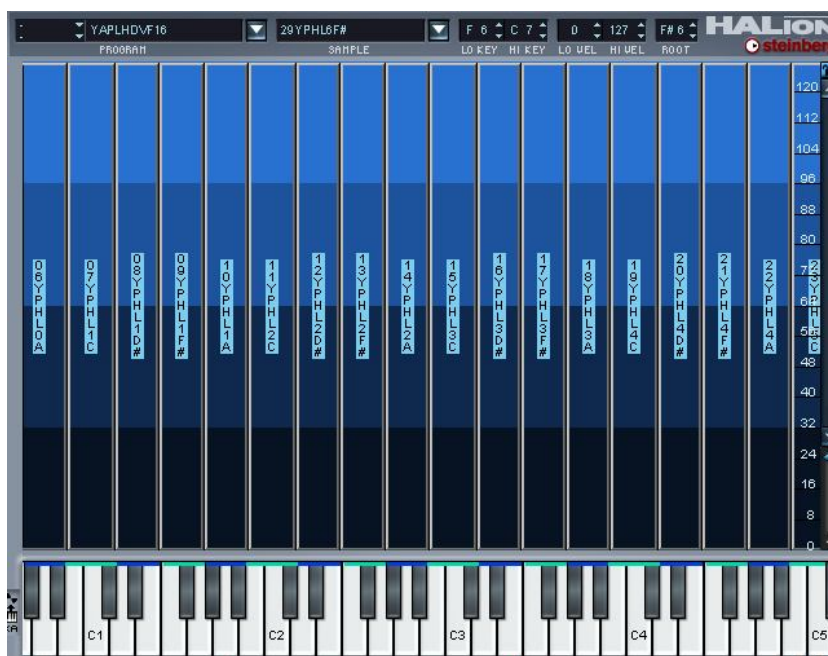 YAPLHDVF16 29YPHL6F# F 6 C 7 0 127 F# 6 HALiON
PROGRAM SAMPLE LO KEY HI KEY LO VEL HI VEL ROOT steinber
120
112
104
96
88
80
72
64
56
48
40
32
24
16
8
0
06YPHL0A
07YPHL1C
08YPHL1D#
09YPHL1F#
10YPHL1A
11YPHL2C
12YPHL2D#
13YPHL2F#
14YPHL2A
15YPHL3C
16YPHL3D#
17YPHL3F#
18YPHL3A
19YPHL4C
20YPHL4D#
21YPHL4F#
22YPHL4A
23YPHL5C
C1 C2 C3 C4 C5